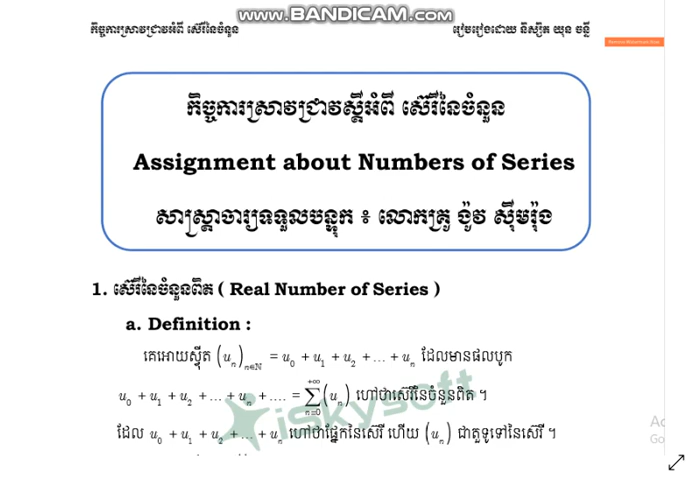 www.BANDICAM.com
កិច្ចការស្រាវជ្រាវអំពី ស៊េរីនៃចំនួន
រៀបរៀងដោយ និស្សិត ឃុន ចន្ធី
កិច្ចការស្រាវជ្រាវស្តីអំពី ស៊េរីនៃចំនួន
Assignment about Numbers of Series
សាស្ត្រាចារ្យទទួលបន្ទុក ៖ លោកគ្រូ ង៉ូវ ស៊ីមរ៉ុង
1. ស៊េរីនៃចំនួនពិត ( Real Number of Series )
a. Definition :
គេអោយស្វ៊ីត (uₙ)ₙ∈ℕ = u₀ + u₁ + u₂ + ... + uₙ ដែលមានផលបូក
u₀ + u₁ + u₂ + ... + uₙ + .... = ∑ₙ₌₀⁺∞ (uₙ) ហៅថាស៊េរីនៃចំនួនពិត ។
ដែល u₀ + u₁ + u₂ + ... + uₙ ហៅថាផ្នែកនៃស៊េរី ហើយ (uₙ) ជាតួទូទៅនៃស៊េរី ។
iSkysoft